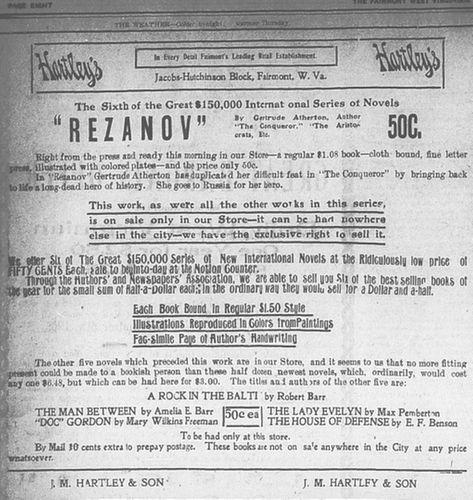 PAGE EIGHT
THE FAIRMONT WEST
THE WEATHER—Colder tonight, warmer Thursday.
Hartley's
In Every Detail Fairmont's Leading Retail Establishment.
Jacobs-Hutchinson Block, Fairmont, W. Va.
Hartley's
The Sixth of the Great $150,000 Internat onal Series of Novels
"REZANOV"
By Gertrude Atherton, Author
"The Conqueror," "The Aristo-
crats, Etc.
50C.
Right from the press and ready this morning in our Store—a regular $1.08 book—cloth bound, fine letter
press, illustrated with colored plates—and the price only 50c.
In "Rezanov" Gertrude Atherton has duplicated her difficult feat in "The Conqueror" by bringing back
to life a long-dead hero of history. She goes to Russia for her hero.
This work, as were all the other works in this series,
is on sale only in our Store—it can be had nowhere
else in the city—we have the exclusive right to sell it.
We offer Six of The Great $150,000 Series of New International Novels at the Ridiculously low price of
FIFTY CENTS Each, sale to begin to-day at the Notion Counter.
Through the Authors' and Newspapers' Association, we are able to sell you Six of the best selling books of
the year for the small sum of Half-a-Dollar each; in the ordinary way they would sell for a Dollar and a-half.
Each Book Bound in Regular $1.50 Style
Illustrations Reproduced in Colors from Paintings
Fac-simile Page of Author's Handwriting
The other five novels which preceded this work are in our Store, and it seems to us that no more fitting
present could be made to a bookish person than these half dozen newest novels, which, ordinarily, would cost
any one $6.48, but which can be had here for $3.00. The titles and authors of the other five are:
A ROCK IN THE BALTI by Robert Barr
THE MAN BETWEEN by Amelia E. Barr
"DOC" GORDON by Mary Wilkins Freeman
50c ea
THE LADY EVELYN by Max Pemberton
THE HOUSE OF DEFENSE by E. F. Benson
To be had only at this store.
By Mail 10 cents extra to prepay postage. These books are not on sale anywhere in the City at any price
whatsoever.
J. M. HARTLEY & SON
J. M. HARTLEY & SON